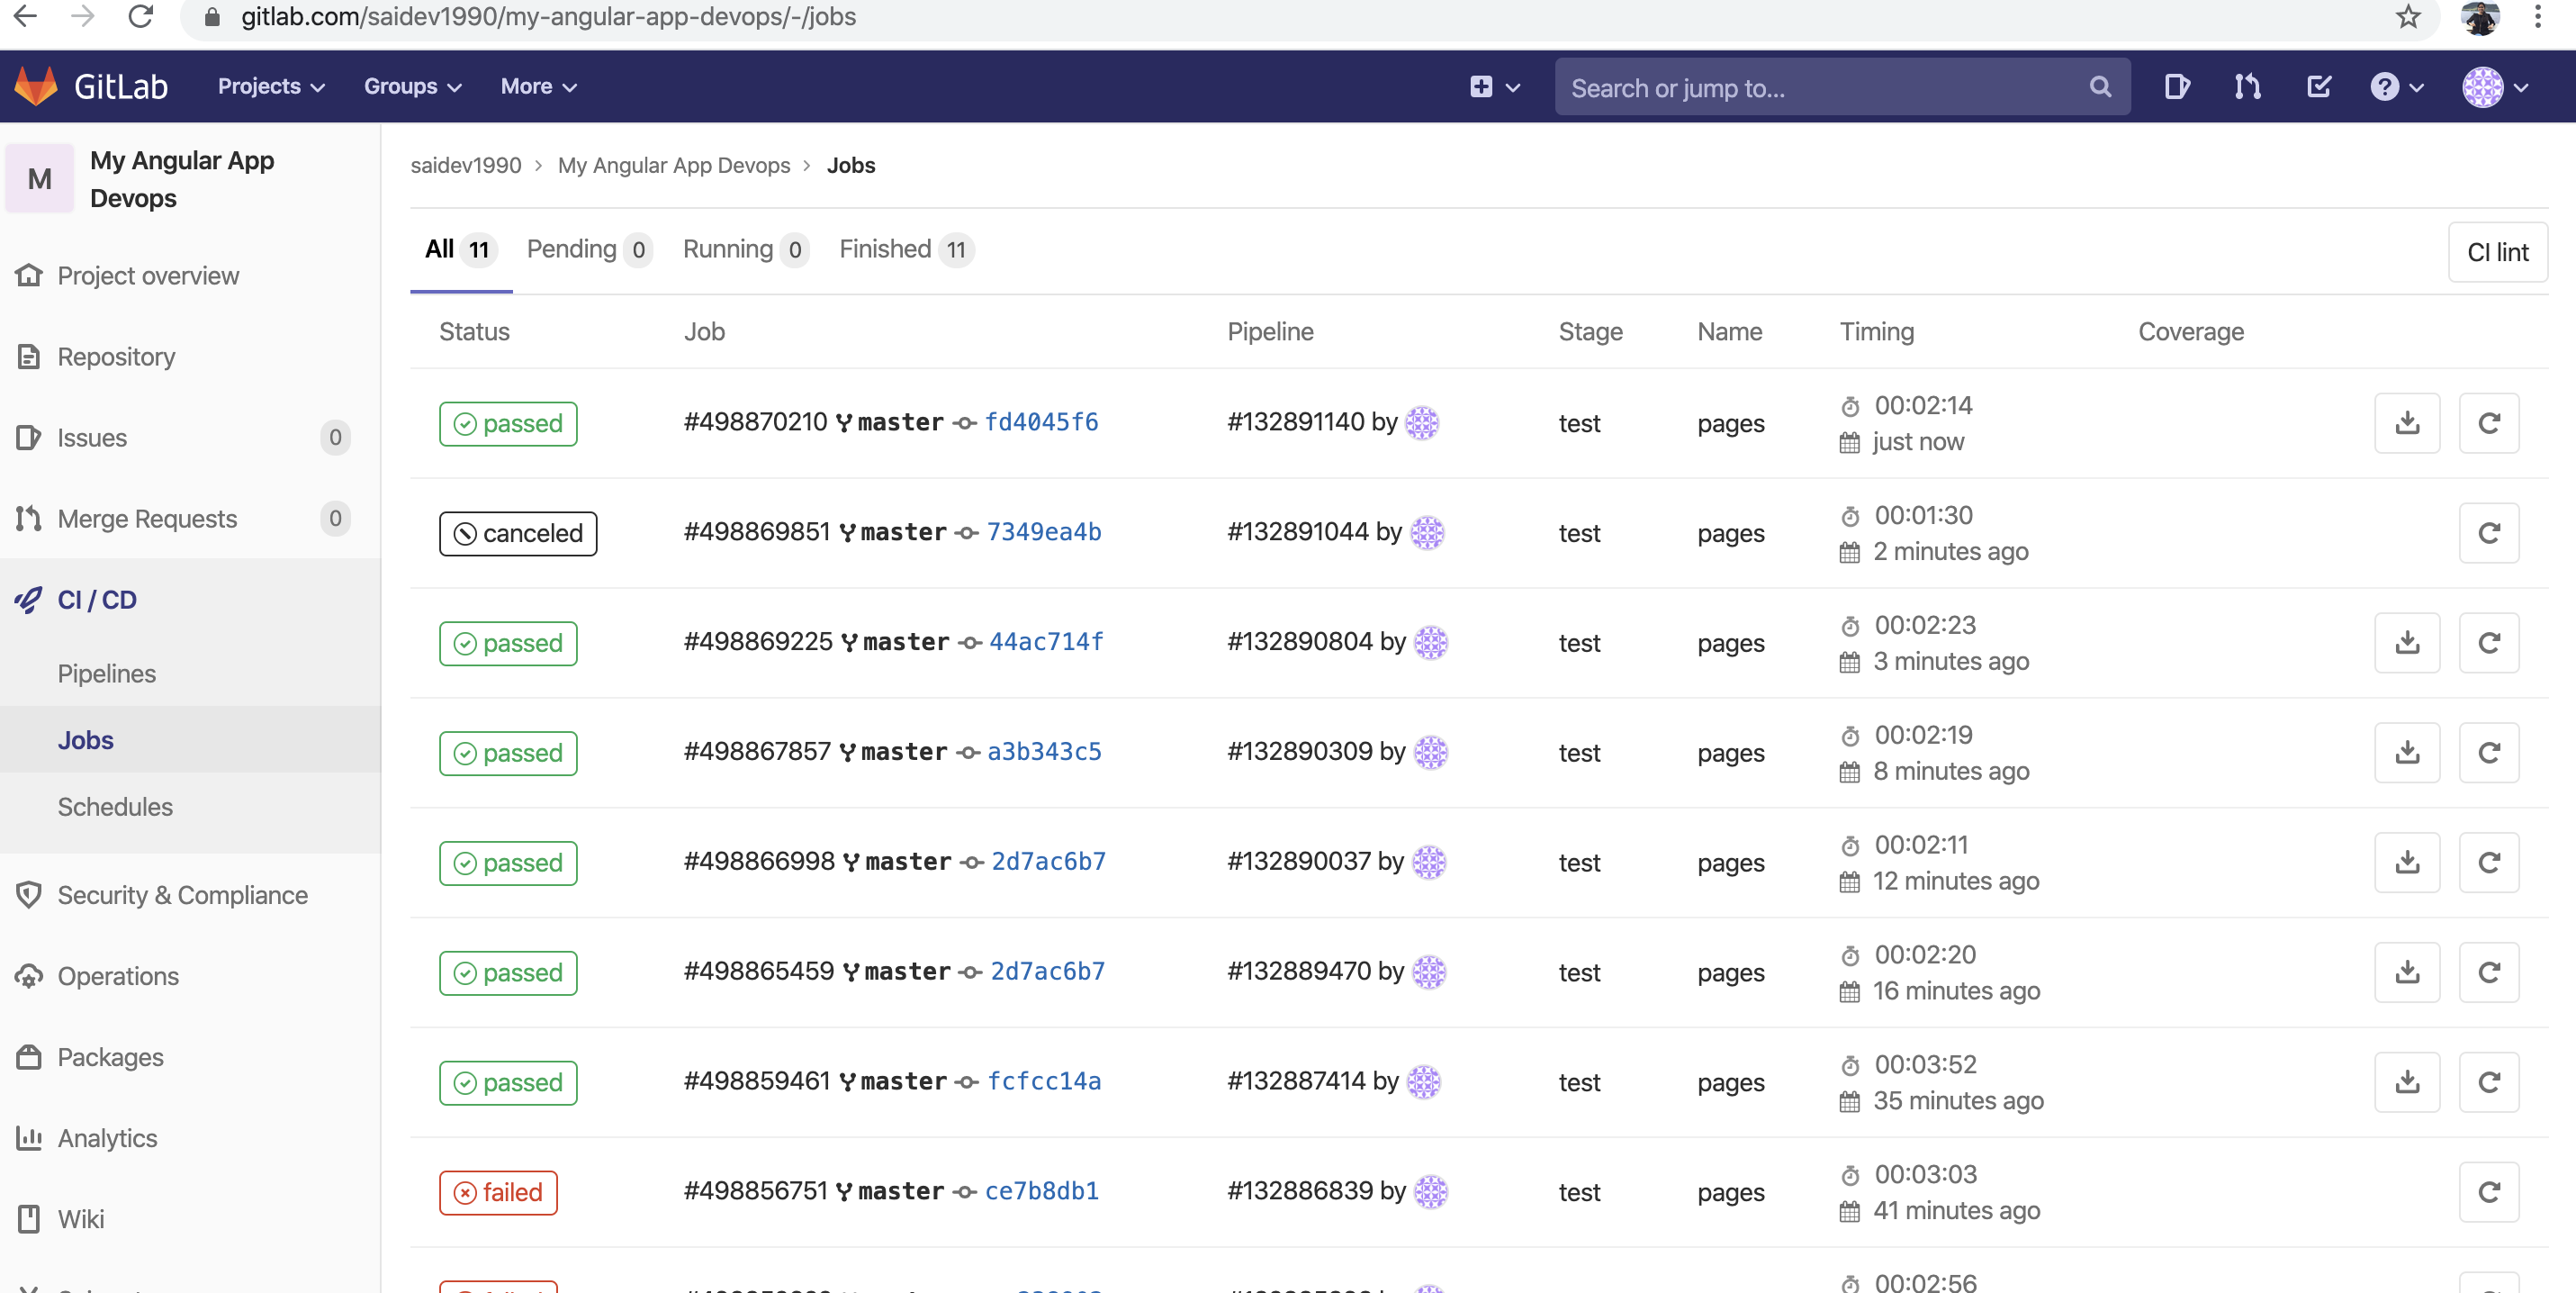 gitlab.com/saidev1990/my-angular-app-devops/-/jobs
GitLab Projects Groups More Search or jump to...
M My Angular App Devops
Project overview
Repository
Issues 0
Merge Requests 0
CI / CD
Pipelines
Jobs
Schedules
Security & Compliance
Operations
Packages
Analytics
Wiki
saidev1990 > My Angular App Devops > Jobs
All 11 Pending 0 Running 0 Finished 11 CI lint
Status Job Pipeline Stage Name Timing Coverage
passed #498870210 master fd4045f6 #132891140 by test pages 00:02:14
just now
canceled #498869851 master 7349ea4b #132891044 by test pages 00:01:30
2 minutes ago
passed #498869225 master 44ac714f #132890804 by test pages 00:02:23
3 minutes ago
passed #498867857 master a3b343c5 #132890309 by test pages 00:02:19
8 minutes ago
passed #498866998 master 2d7ac6b7 #132890037 by test pages 00:02:11
12 minutes ago
passed #498865459 master 2d7ac6b7 #132889470 by test pages 00:02:20
16 minutes ago
passed #498859461 master fcfcc14a #132887414 by test pages 00:03:52
35 minutes ago
failed #498856751 master ce7b8db1 #132886839 by test pages 00:03:03
41 minutes ago
00:02:56